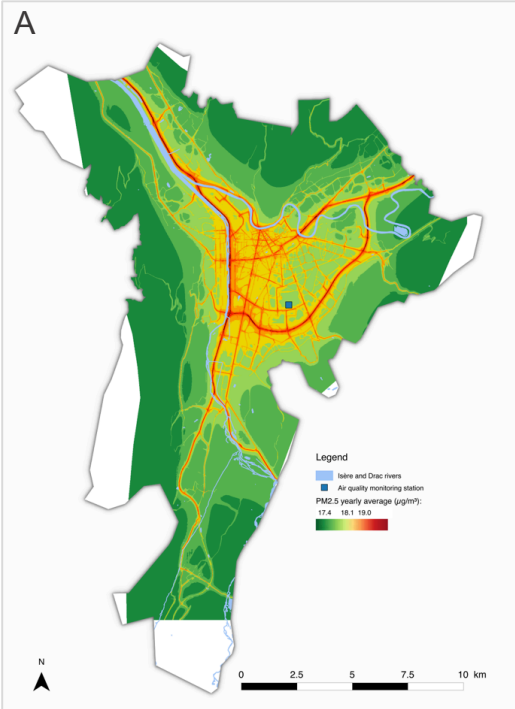 A
Legend
Isère and Drac rivers
Air quality monitoring station
PM2.5 yearly average (µg/m³):
17.4 18.1 19.0
N
0 2.5 5 7.5 10 km